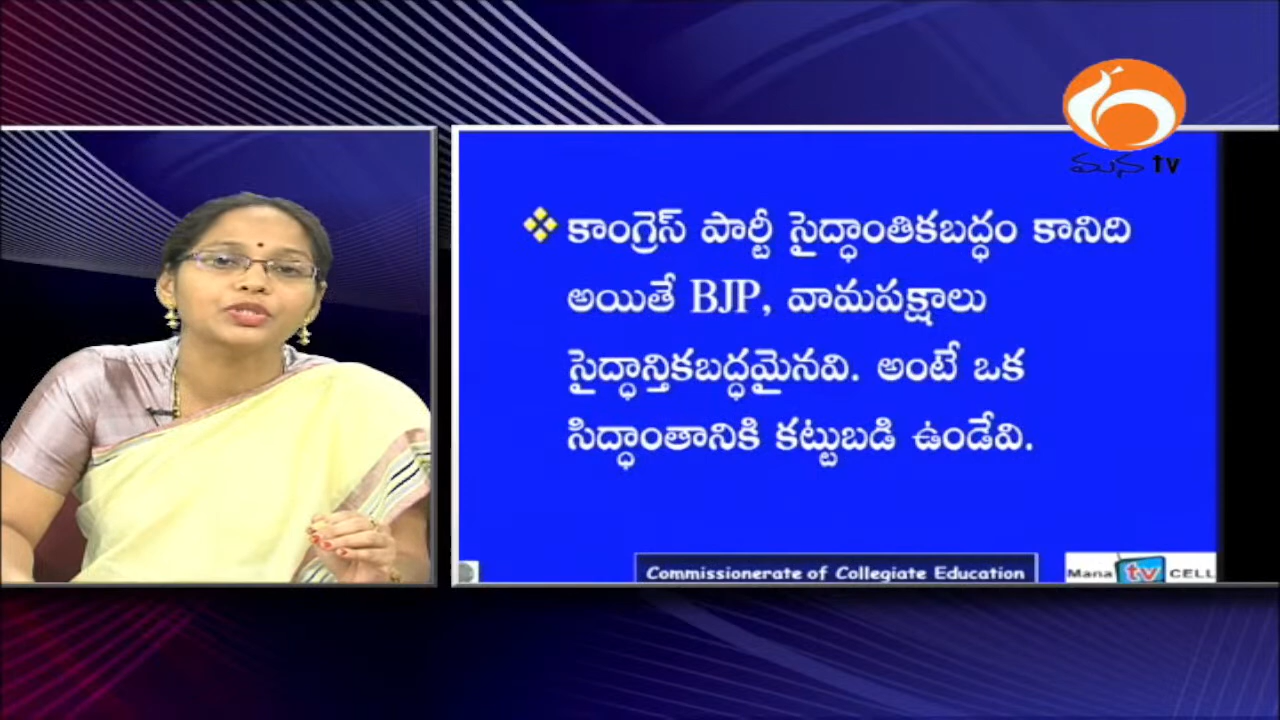 మన tv
కాంగ్రెస్ పార్టీ సైద్ధాంతికబద్ధం కానిది
అయితే BJP, వామపక్షాలు
సైద్ధాన్తికబద్ధమైనవి. అంటే ఒక
సిద్ధాంతానికి కట్టుబడి ఉండేవి.
Commissionerate of Collegiate Education
Mana tv CELL